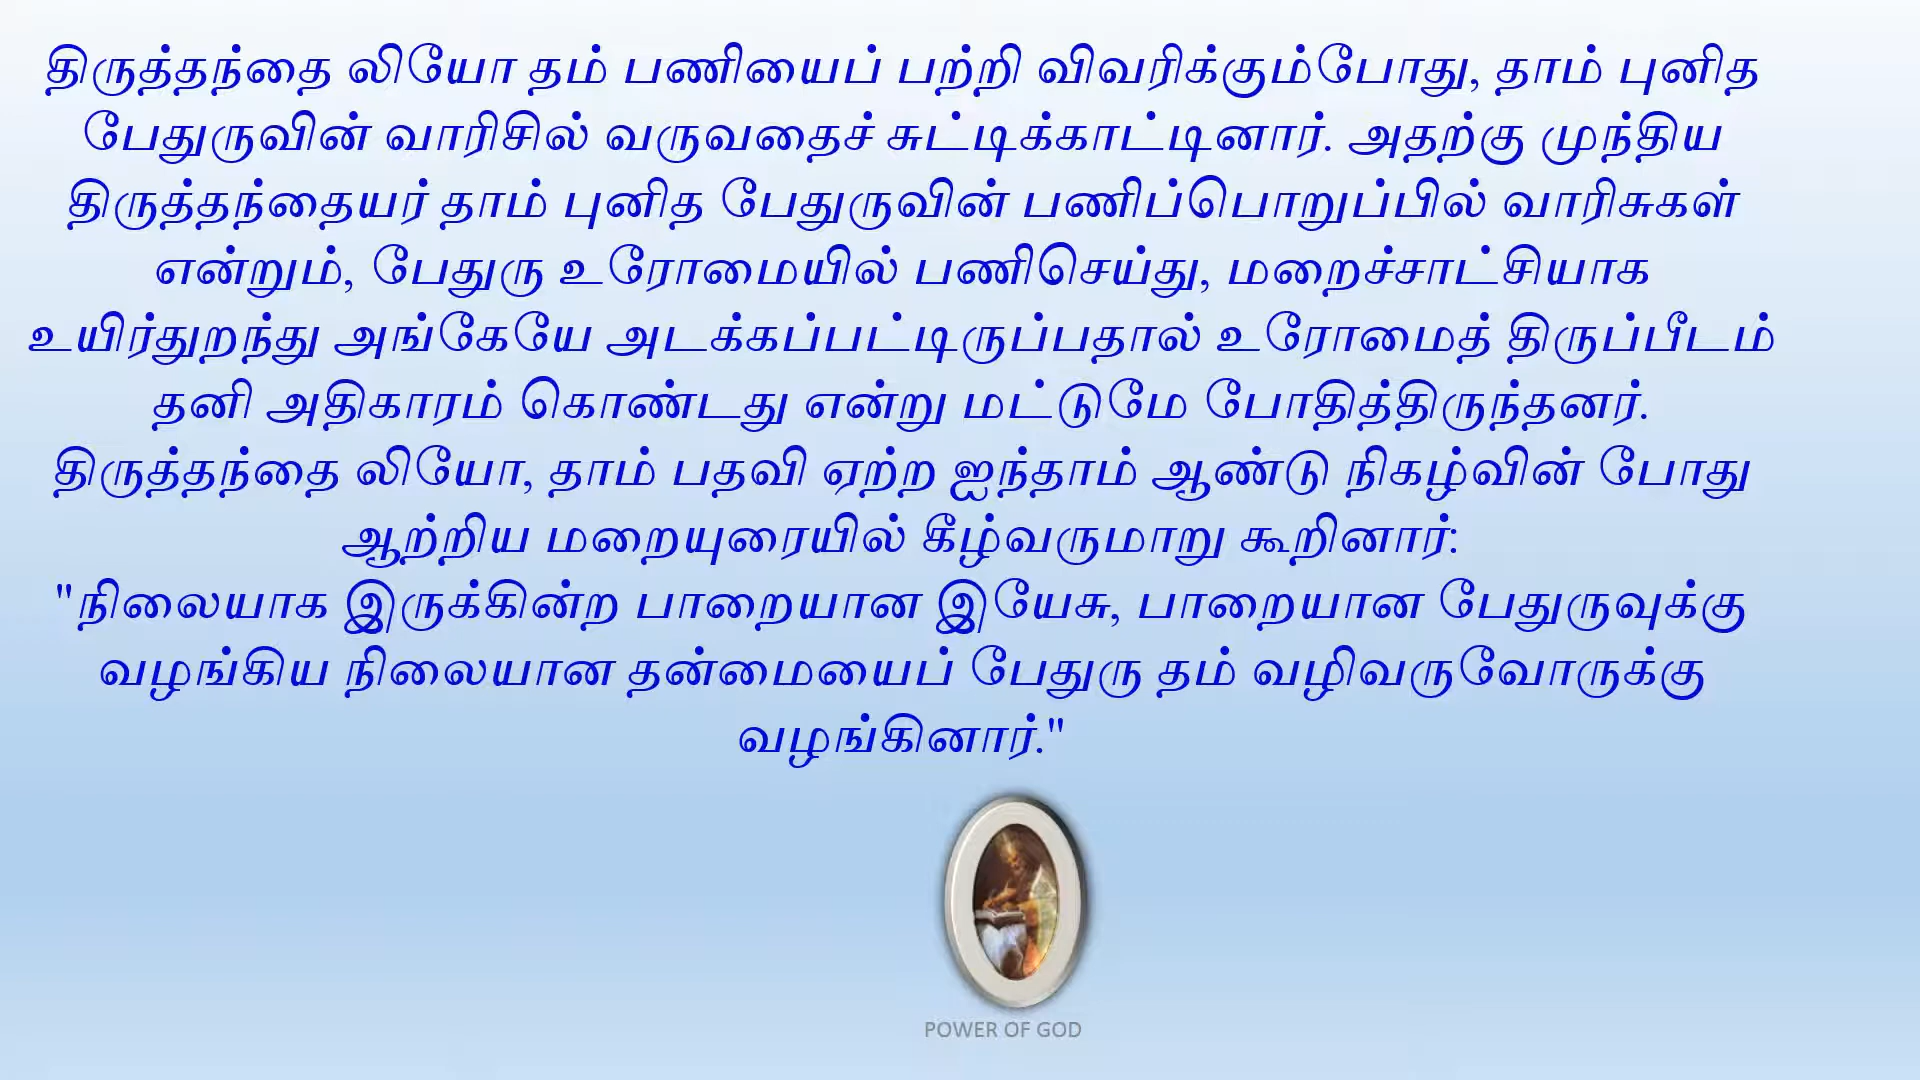 திருத்தந்தை லியோ தம் பணியைப் பற்றி விவரிக்கும்போது, தாம் புனித
பேதுருவின் வாரிசில் வருவதைச் சுட்டிக்காட்டினார். அதற்கு முந்திய
திருத்தந்தையர் தாம் புனித பேதுருவின் பணிப்பொறுப்பில் வாரிசுகள்
என்றும், பேதுரு உரோமையில் பணிசெய்து, மறைச்சாட்சியாக
உயிர்துறந்து அங்கேயே அடக்கப்பட்டிருப்பதால் உரோமைத் திருப்பீடம்
தனி அதிகாரம் கொண்டது என்று மட்டுமே போதித்திருந்தனர்.
திருத்தந்தை லியோ, தாம் பதவி ஏற்ற ஐந்தாம் ஆண்டு நிகழ்வின் போது
ஆற்றிய மறையுரையில் கீழ்வருமாறு கூறினார்:
"நிலையாக இருக்கின்ற பாறையான இயேசு, பாறையான பேதுருவுக்கு
வழங்கிய நிலையான தன்மையைப் பேதுரு தம் வழிவருவோருக்கு
வழங்கினார்."
POWER OF GOD